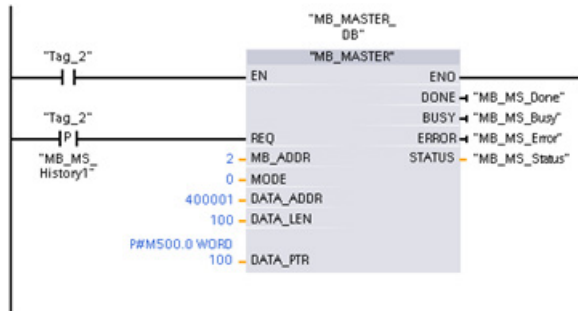 "MB_MASTER_
DB"
"Tag_2"
"MB_MASTER"
EN
ENO
DONE
"MB_MS_Done"
"Tag_2"
BUSY
"MB_MS_Busy"
P
REQ
ERROR
"MB_MS_Error"
"MB_MS_
History1"
2
MB_ADDR
STATUS
"MB_MS_Status"
0
MODE
400001
DATA_ADDR
100
DATA_LEN
P#M500.0 WORD
100
DATA_PTR